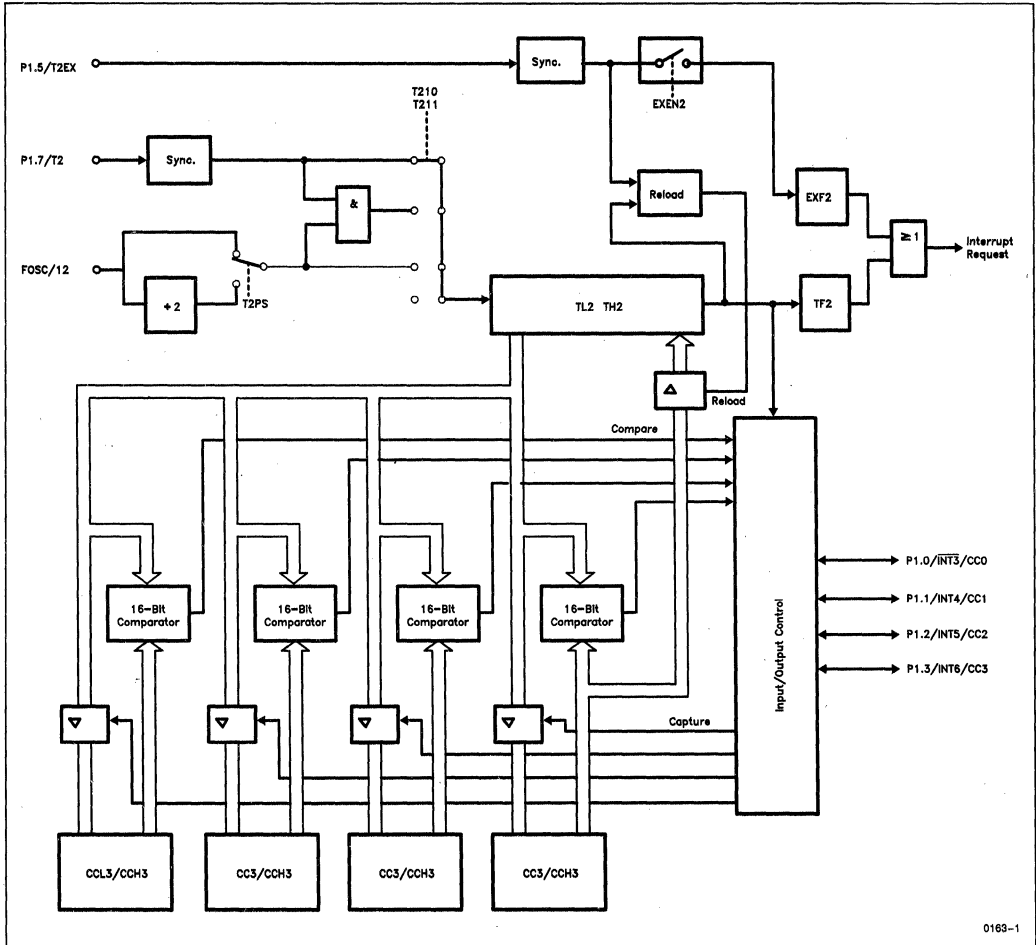 P1.5/T2EX
Sync.
EXEN2
T2I0
T2I1
P1.7/T2
Sync.
&
Reload
EXF2
≥ 1
Interrupt
Request
FOSC/12
÷ 2
T2PS
TL2 TH2
TF2
Reload
Compare
16-Bit
Comparator
16-Bit
Comparator
16-Bit
Comparator
16-Bit
Comparator
Input/Output Control
P1.0/INT3/CC0
P1.1/INT4/CC1
P1.2/INT5/CC2
P1.3/INT6/CC3
Capture
CCL3/CCH3
CC3/CCH3
CC3/CCH3
CC3/CCH3
0163-1